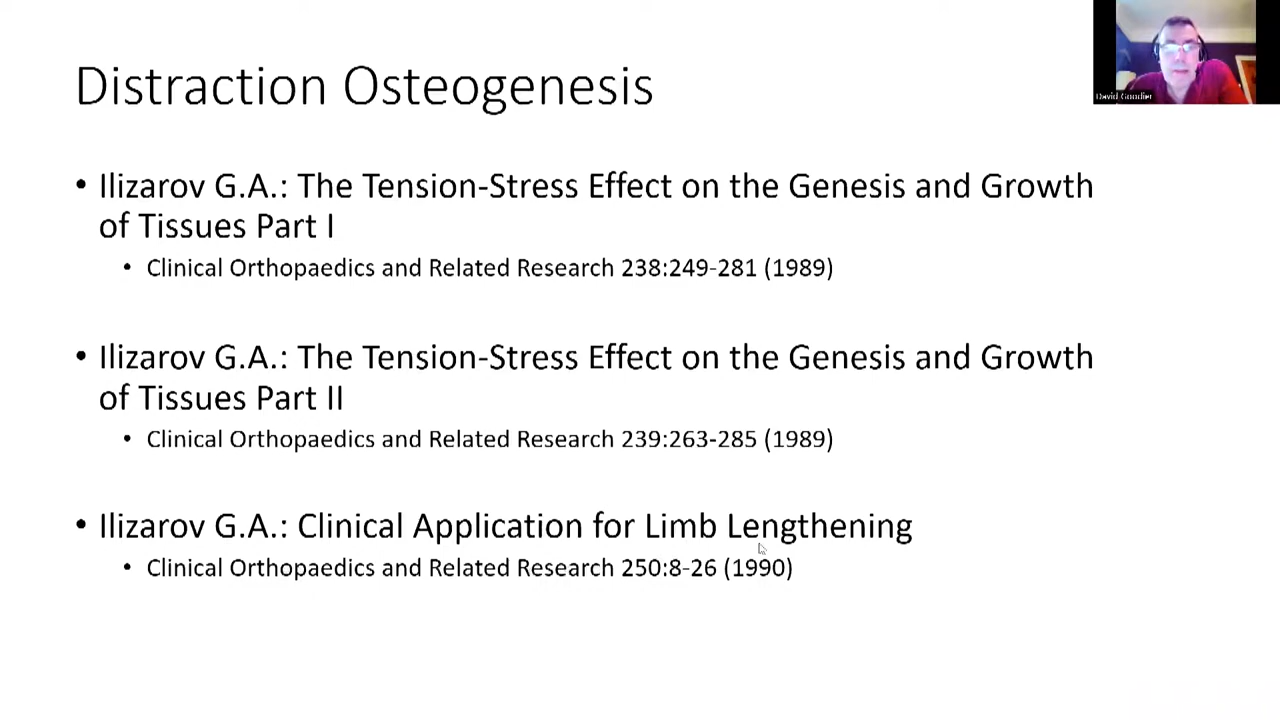 Distraction Osteogenesis
David Goodier
• Ilizarov G.A.: The Tension-Stress Effect on the Genesis and Growth
of Tissues Part I
• Clinical Orthopaedics and Related Research 238:249-281 (1989)
• Ilizarov G.A.: The Tension-Stress Effect on the Genesis and Growth
of Tissues Part II
• Clinical Orthopaedics and Related Research 239:263-285 (1989)
• Ilizarov G.A.: Clinical Application for Limb Lengthening
• Clinical Orthopaedics and Related Research 250:8-26 (1990)